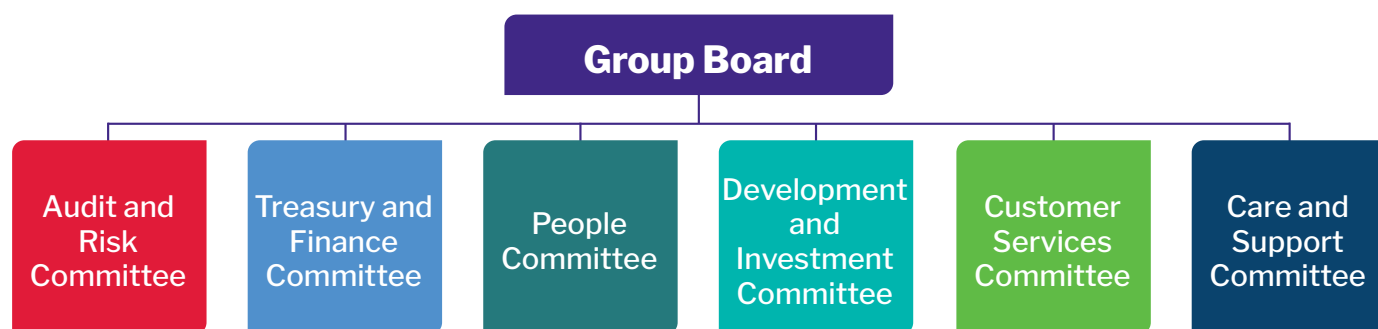 Group Board
Audit and
Risk
Committee
Treasury and
Finance
Committee
People
Committee
Development
and
Investment
Committee
Customer
Services
Committee
Care and
Support
Committee